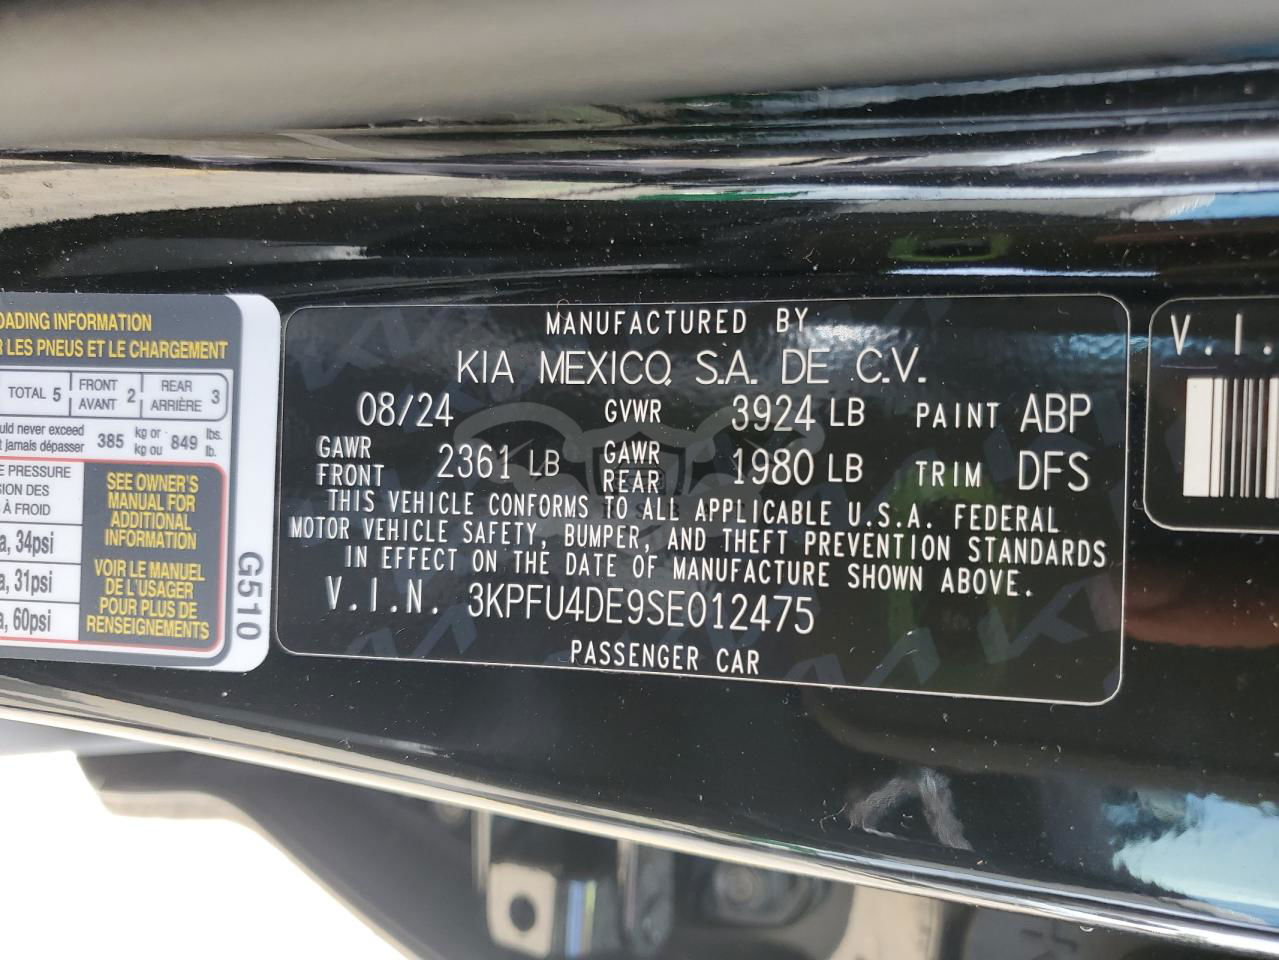 OADING INFORMATION
R LES PNEUS ET LE CHARGEMENT
TOTAL 5 FRONT AVANT 2 REAR ARRIÈRE 3
uld never exceed
t jamais dépasser 385 kg or kg ou 849 lbs. lb.
E PRESSURE
SION DES
À FROID
a, 34psi
a, 31psi
a, 60psi
SEE OWNER'S
MANUAL FOR
ADDITIONAL
INFORMATION
VOIR LE MANUEL
DE L'USAGER
POUR PLUS DE
RENSEIGNEMENTS
G510
MANUFACTURED BY
KIA MEXICO, S.A. DE C.V.
08/24 GVWR 3924 LB PAINT ABP
GAWR FRONT 2361 LB GAWR REAR 1980 LB TRIM DFS
THIS VEHICLE CONFORMS TO ALL APPLICABLE U.S.A. FEDERAL
MOTOR VEHICLE SAFETY, BUMPER, AND THEFT PREVENTION STANDARDS
IN EFFECT ON THE DATE OF MANUFACTURE SHOWN ABOVE.
V.I.N. 3KPFU4DE9SE012475
PASSENGER CAR
V.I.